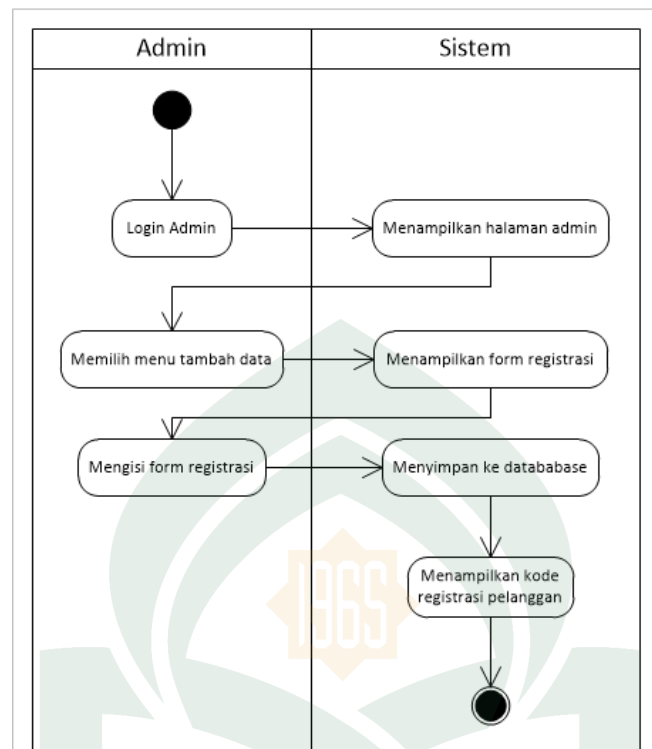 Admin
Sistem
Login Admin
Menampilkan halaman admin
Memilih menu tambah data
Menampilkan form registrasi
Mengisi form registrasi
Menyimpan ke datababase
1965
Menampilkan kode
registrasi pelanggan